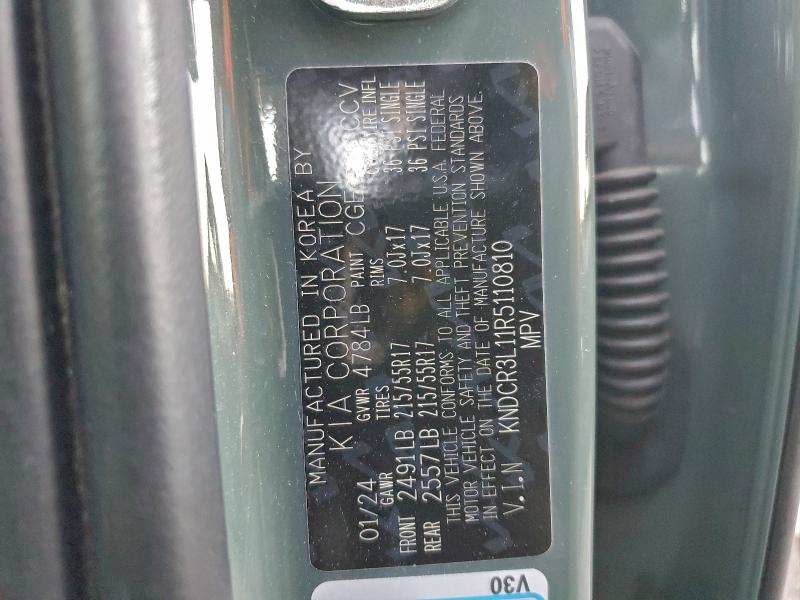 MANUFACTURED IN KOREA BY
KIA CORPORATION
01/24 GVWR 4784LB PAINT CCV
GAWR TIRES RIMS TIRE INFL
FRONT 2491LB 215/55R17 7.0Jx17 36 PSI SINGLE
REAR 2557LB 215/55R17 7.0Jx17 36 PSI SINGLE
THIS VEHICLE CONFORMS TO ALL APPLICABLE U.S.A. FEDERAL
MOTOR VEHICLE SAFETY AND THEFT PREVENTION STANDARDS
IN EFFECT ON THE DATE OF MANUFACTURE SHOWN ABOVE.
V.I.N KNDCR3L11R5110810
MPV
V30